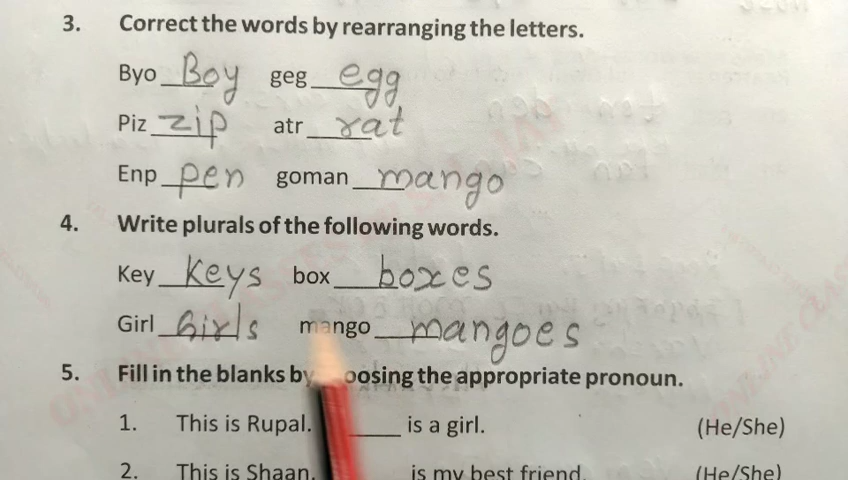 3. Correct the words by rearranging the letters.
Byo Boy geg egg
Piz zip atr rat
Enp pen goman mango
4. Write plurals of the following words.
Key Keys box boxes
Girl Girls mango mangoes
5. Fill in the blanks by oosing the appropriate pronoun.
1. This is Rupal. ____ is a girl. (He/She)
2. This is Shaan. is my best friend. (He/She)